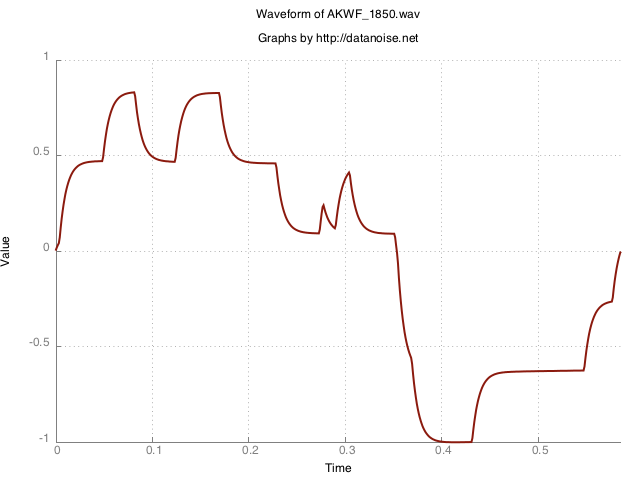 Waveform of AKWF_1850.wav
Graphs by http://datanoise.net
1
0.5
0
-0.5
-1
Value
0 0.1 0.2 0.3 0.4 0.5
Time